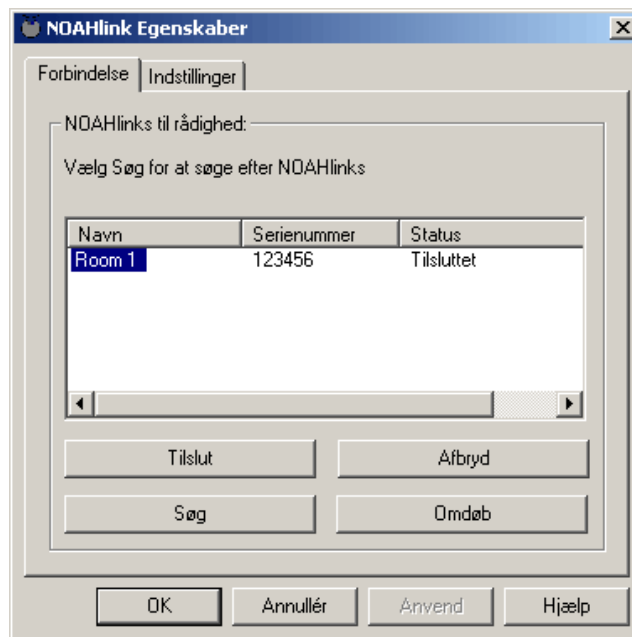 NOAHlink Egenskaber
Forbindelse Indstillinger
NOAHlinks til rådighed:
Vælg Søg for at søge efter NOAHlinks
Navn Serienummer Status
Room 1 123456 Tilsluttet
Tilslut Afbryd
Søg Omdøb
OK Annullér Anvend Hjælp